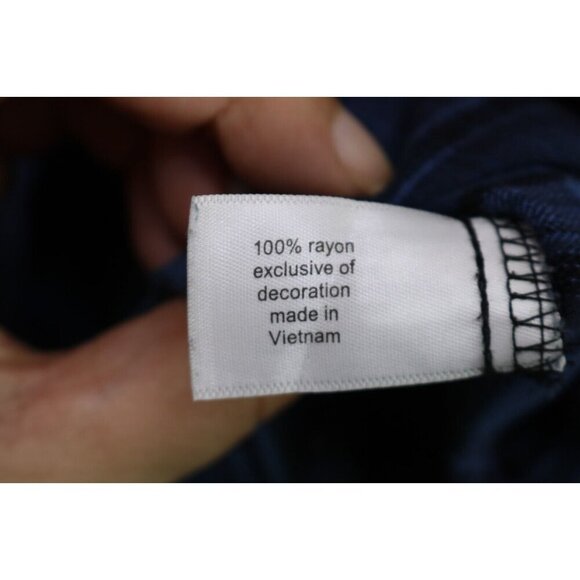 100% rayon
exclusive of
decoration
made in
Vietnam